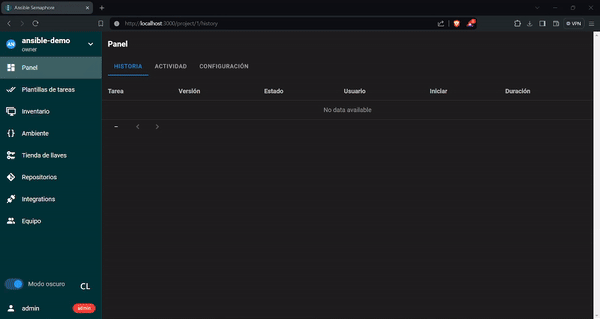 Ansible Semaphore
http://localhost:3000/project/1/history
VPN
AN
ansible-demo
owner
Panel
Plantillas de tareas
Inventario
Ambiente
Tienda de llaves
Repositorios
Integrations
Equipo
Modo oscuro
CL
admin
admin
Panel
HISTORIA ACTIVIDAD CONFIGURACIÓN
Tarea Versión Estado Usuario Iniciar Duración
No data available